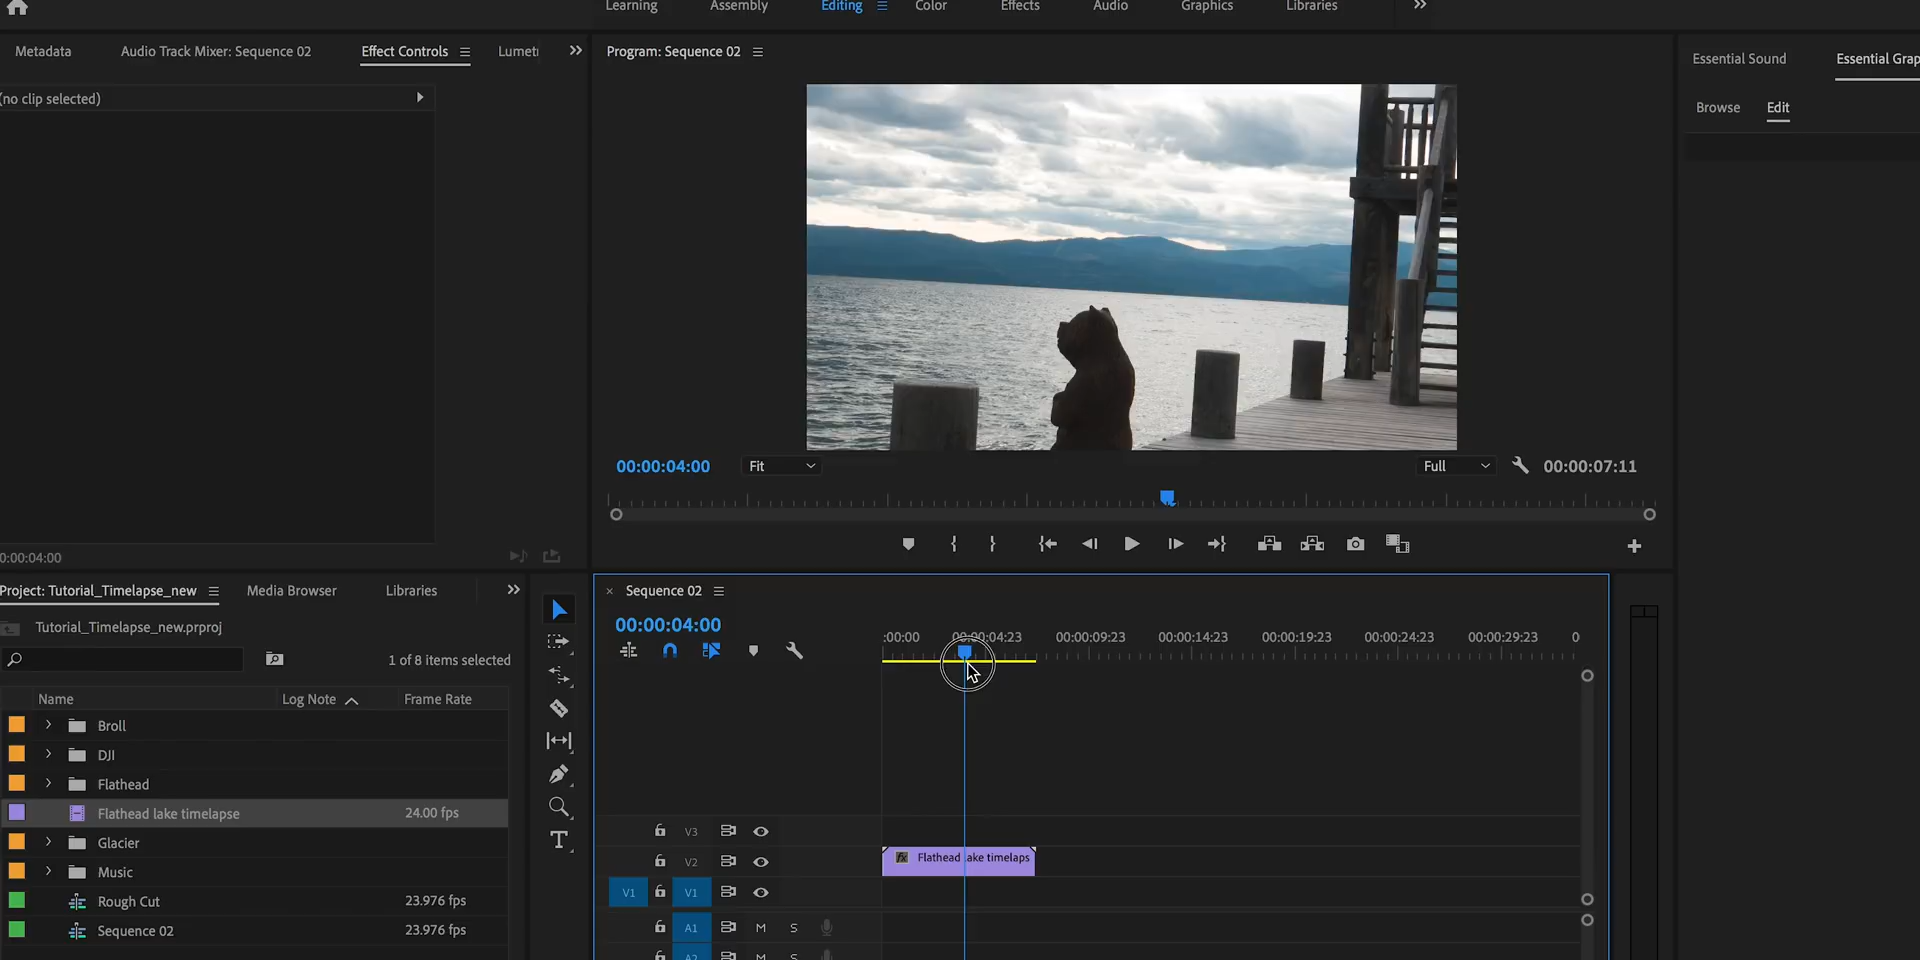 Learning Assembly Editing Color Effects Audio Graphics Libraries
Metadata Audio Track Mixer: Sequence 02 Effect Controls Lumetr
Program: Sequence 02
Essential Sound Essential Grap
Browse Edit
(no clip selected)
00:00:04:00 Fit Full 00:00:07:11
0:00:04:00
Project: Tutorial_Timelapse_new Media Browser Libraries
Tutorial_Timelapse_new.prproj
1 of 8 items selected
Name Log Note Frame Rate
Broll
DJI
Flathead
Flathead lake timelapse 24.00 fps
Glacier
Music
Rough Cut 23.976 fps
Sequence 02 23.976 fps
× Sequence 02
00:00:04:00
:00:00 00:00:04:23 00:00:09:23 00:00:14:23 00:00:19:23 00:00:24:23 00:00:29:23 0
V3
V2 fx Flathead lake timelaps
V1 V1
A1 M S
A2 M S
T